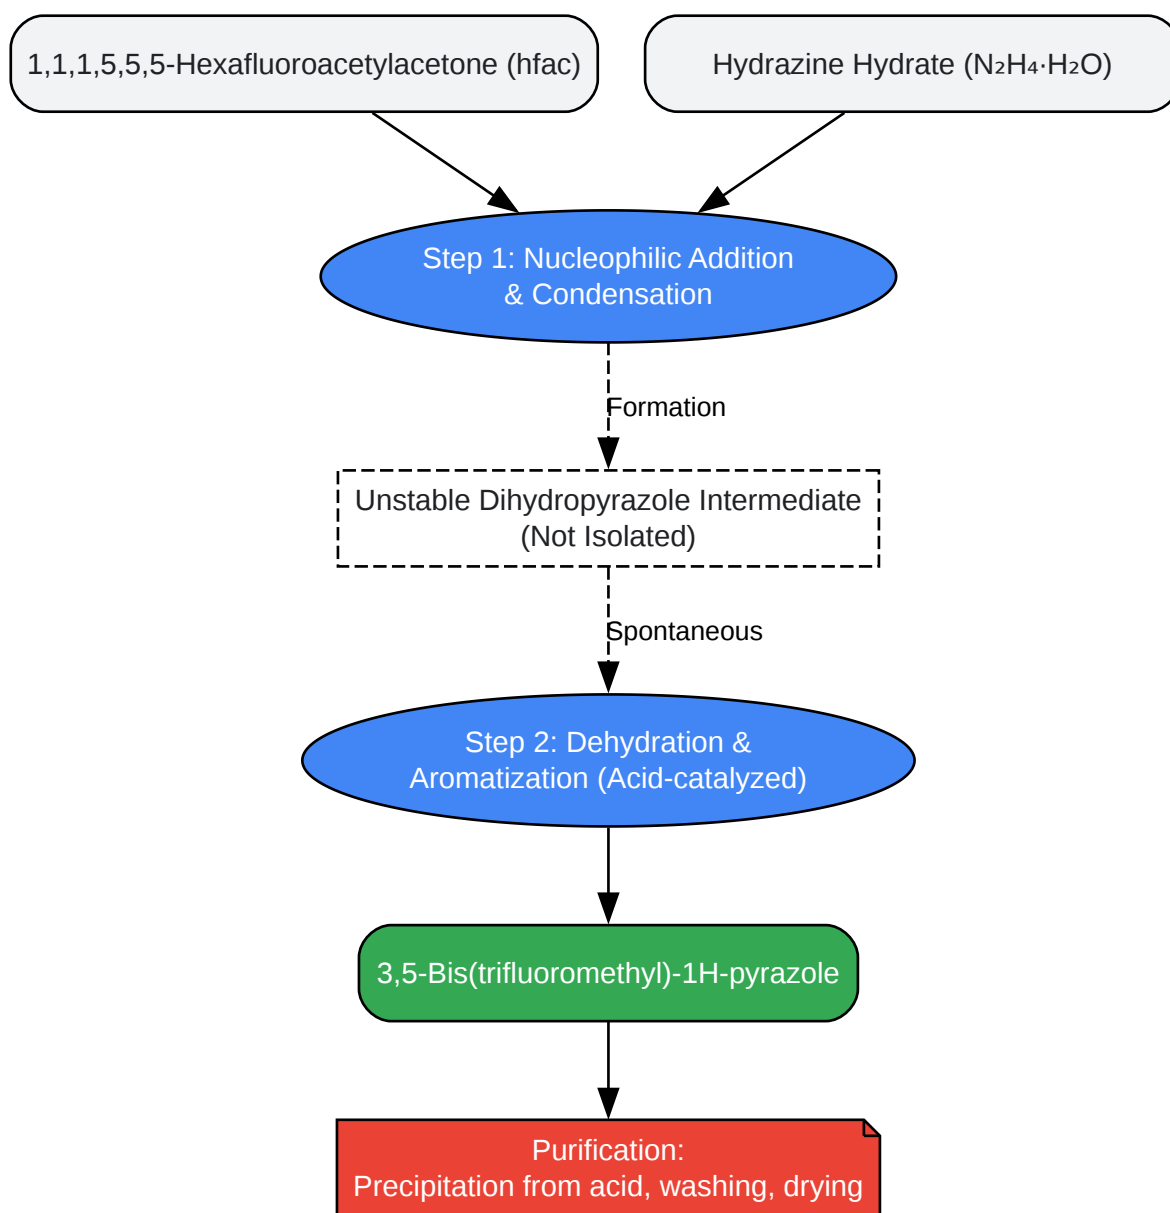 1,1,1,5,5,5-Hexafluoroacetylacetone (hfac)
Hydrazine Hydrate (N₂H₄·H₂O)
Step 1: Nucleophilic Addition
& Condensation
Formation
Unstable Dihydropyrazole Intermediate
(Not Isolated)
Spontaneous
Step 2: Dehydration &
Aromatization (Acid-catalyzed)
3,5-Bis(trifluoromethyl)-1H-pyrazole
Purification:
Precipitation from acid, washing, drying